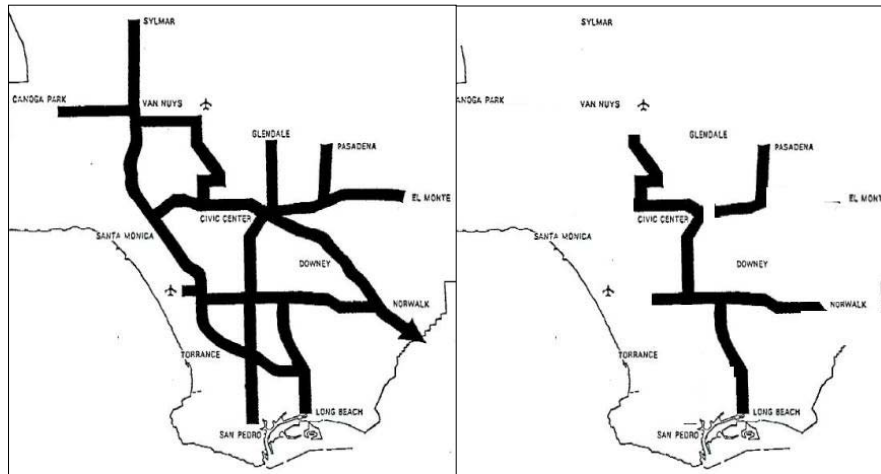 SYLMAR
CANOGA PARK
VAN NUYS
GLENDALE
PASADENA
EL MONTE
CIVIC CENTER
SANTA MONICA
DOWNEY
NORWALK
TORRANCE
LONG BEACH
SAN PEDRO
SYLMAR
CANOGA PARK
VAN NUYS
GLENDALE
PASADENA
EL MONTE
CIVIC CENTER
SANTA MONICA
DOWNEY
NORWALK
TORRANCE
LONG BEACH
SAN PEDRO